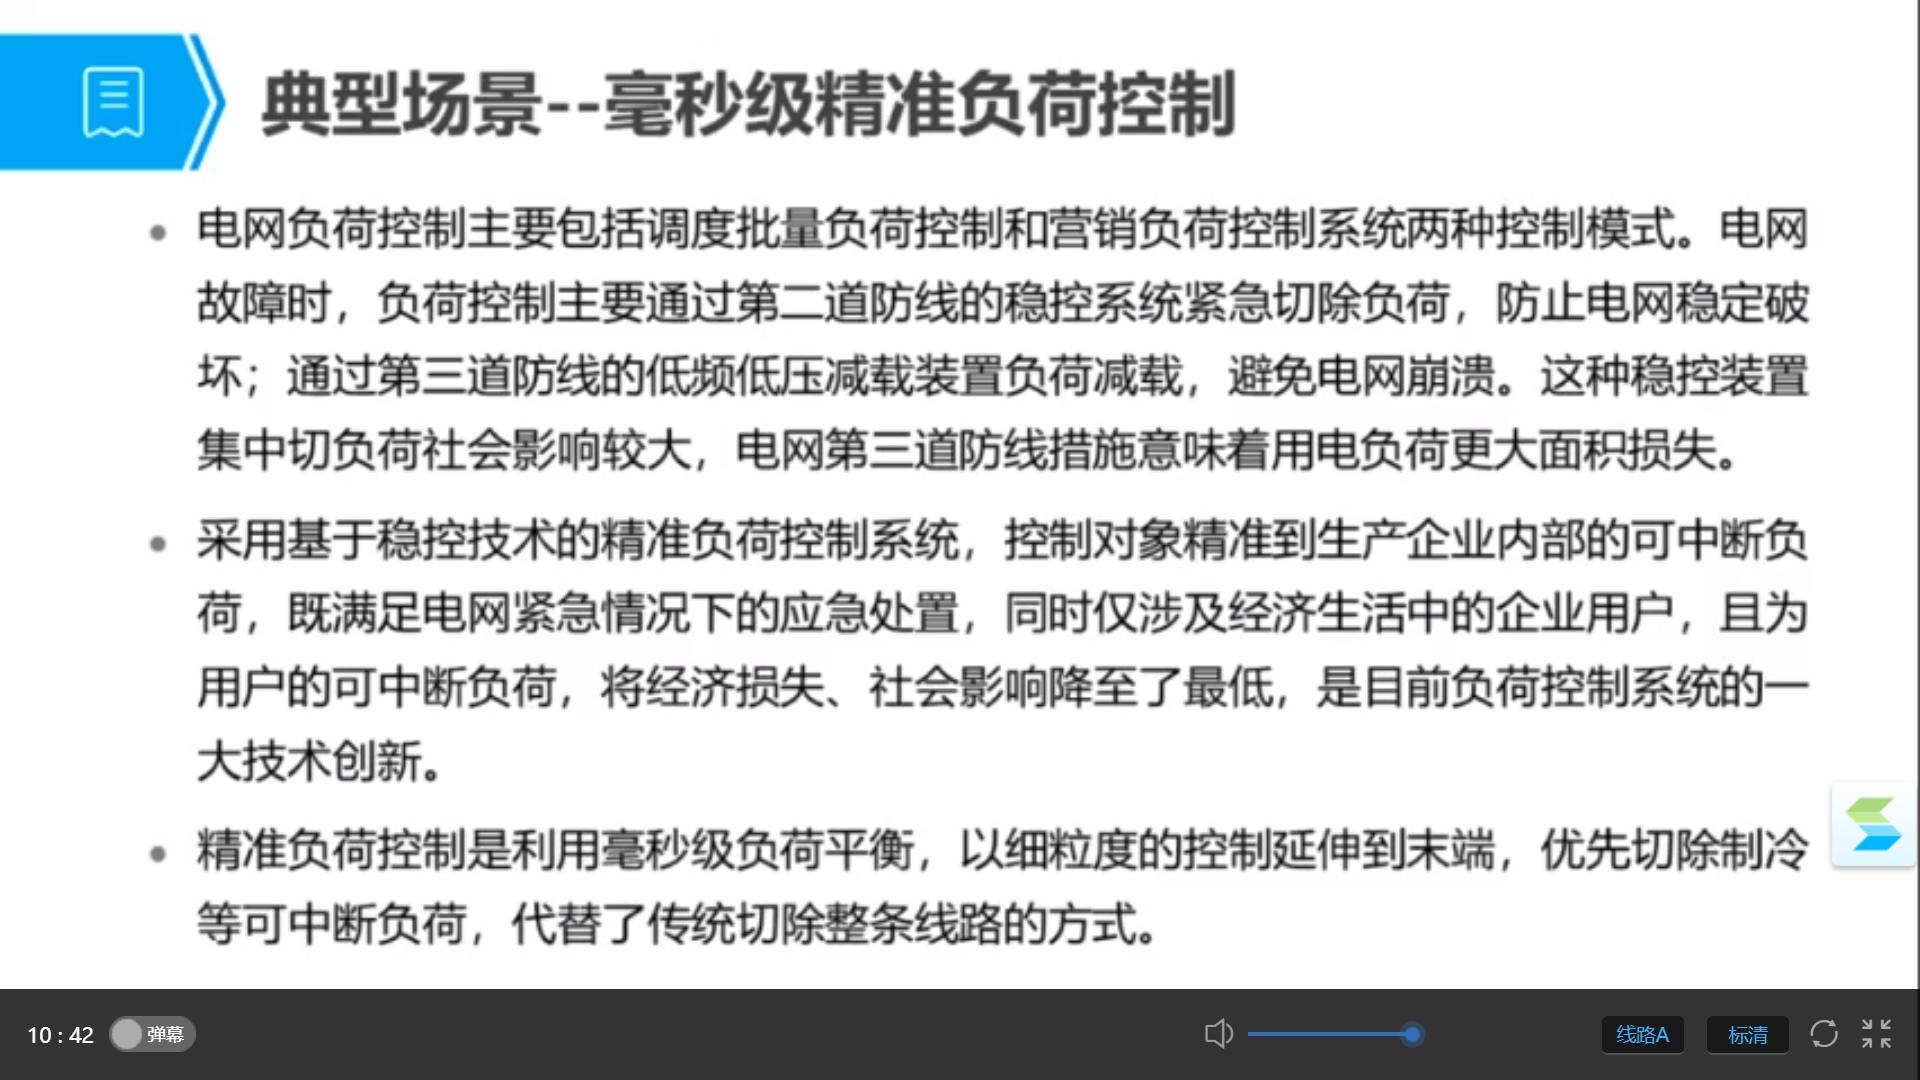 典型场景--毫秒级精准负荷控制
• 电网负荷控制主要包括调度批量负荷控制和营销负荷控制系统两种控制模式。电网
故障时，负荷控制主要通过第二道防线的稳控系统紧急切除负荷，防止电网稳定破
坏；通过第三道防线的低频低压减载装置负荷减载，避免电网崩溃。这种稳控装置
集中切负荷社会影响较大，电网第三道防线措施意味着用电负荷更大面积损失。
• 采用基于稳控技术的精准负荷控制系统，控制对象精准到生产企业内部的可中断负
荷，既满足电网紧急情况下的应急处置，同时仅涉及经济生活中的企业用户，且为
用户的可中断负荷，将经济损失、社会影响降至了最低，是目前负荷控制系统的一
大技术创新。
• 精准负荷控制是利用毫秒级负荷平衡，以细粒度的控制延伸到末端，优先切除制冷
等可中断负荷，代替了传统切除整条线路的方式。
10 : 42 弹幕 线路A 标清